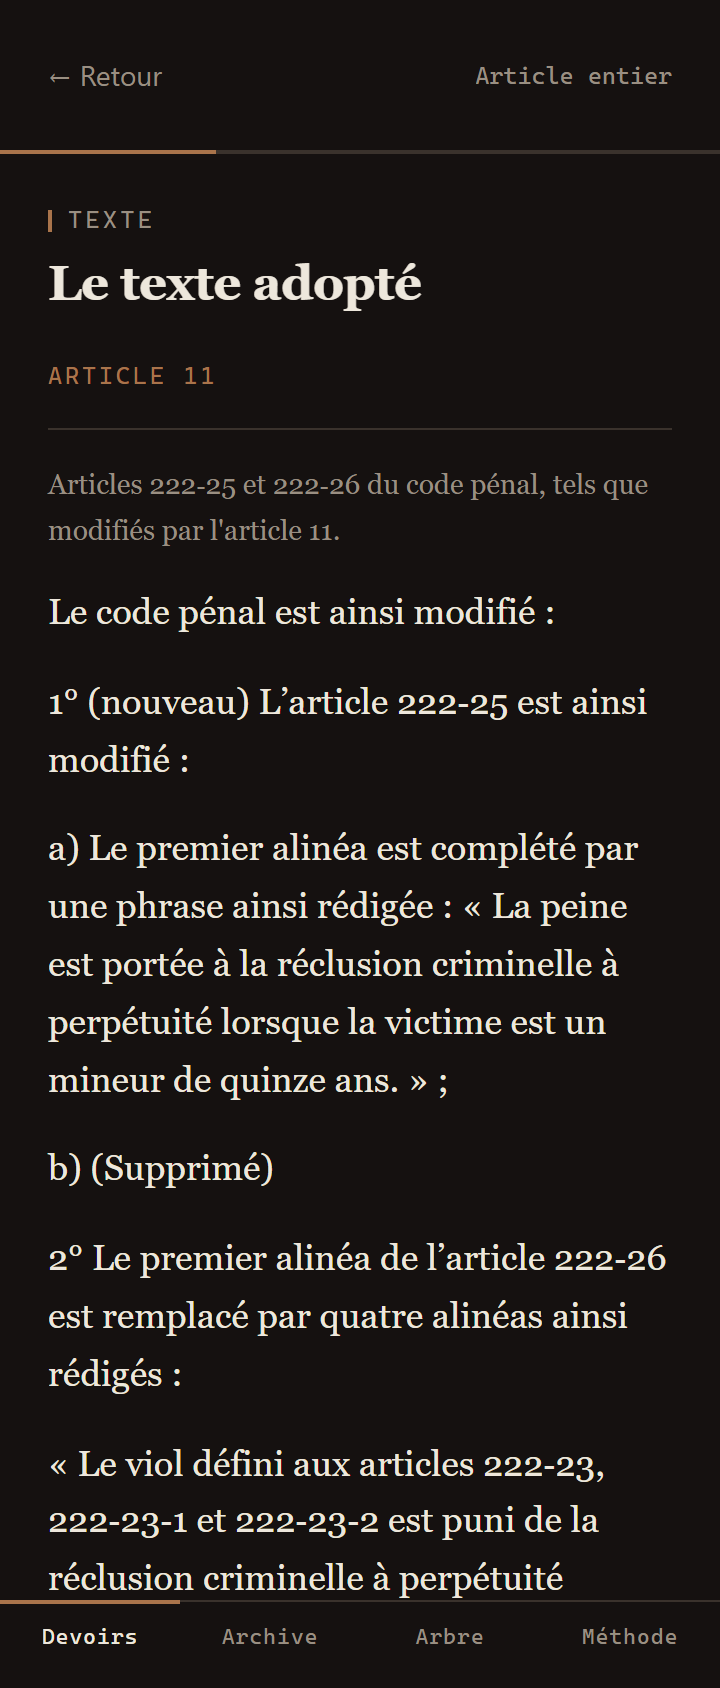 ← Retour
Article entier
TEXTE
Le texte adopté
ARTICLE 11
Articles 222-25 et 222-26 du code pénal, tels que
modifiés par l'article 11.
Le code pénal est ainsi modifié :
1° (nouveau) L’article 222-25 est ainsi
modifié :
a) Le premier alinéa est complété par
une phrase ainsi rédigée : « La peine
est portée à la réclusion criminelle à
perpétuité lorsque la victime est un
mineur de quinze ans. » ;
b) (Supprimé)
2° Le premier alinéa de l’article 222-26
est remplacé par quatre alinéas ainsi
rédigés :
« Le viol défini aux articles 222-23,
222-23-1 et 222-23-2 est puni de la
réclusion criminelle à perpétuité
Devoirs
Archive
Arbre
Méthode